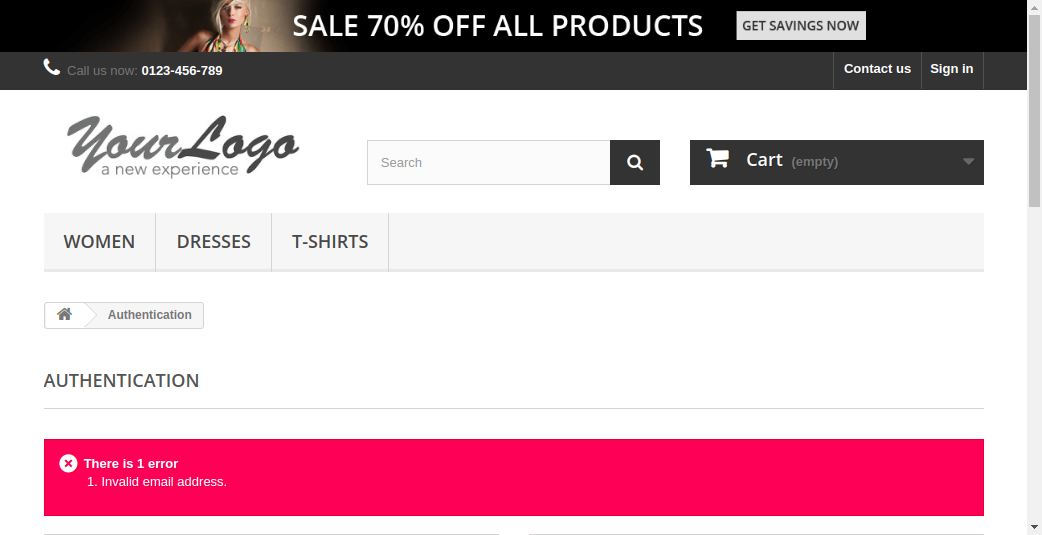 SALE 70% OFF ALL PRODUCTS GET SAVINGS NOW
Call us now: 0123-456-789 Contact us Sign in
YourLogo
a new experience
Search
Cart (empty)
WOMEN DRESSES T-SHIRTS
Authentication
AUTHENTICATION
There is 1 error
1. Invalid email address.